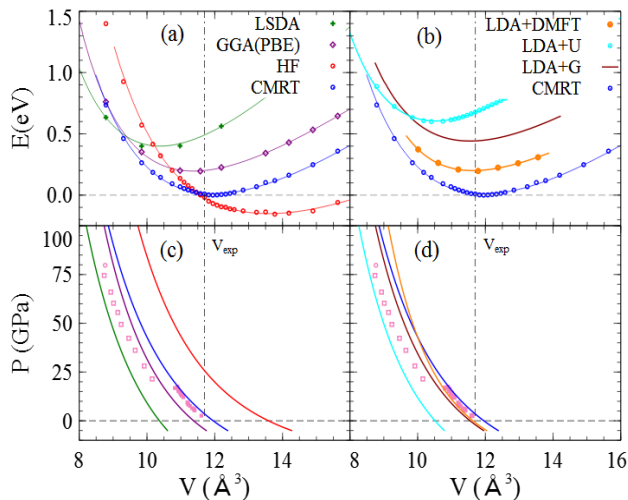 (a)
LSDA
GGA(PBE)
HF
CMRT
(b)
LDA+DMFT
LDA+U
LDA+G
CMRT
E(eV)
1.5
1.0
0.5
0.0
(c)
Vexp
(d)
Vexp
P (GPa)
100
75
50
25
0
8 10 12 14 8 10 12 14 16
V (Å³) V (Å³)